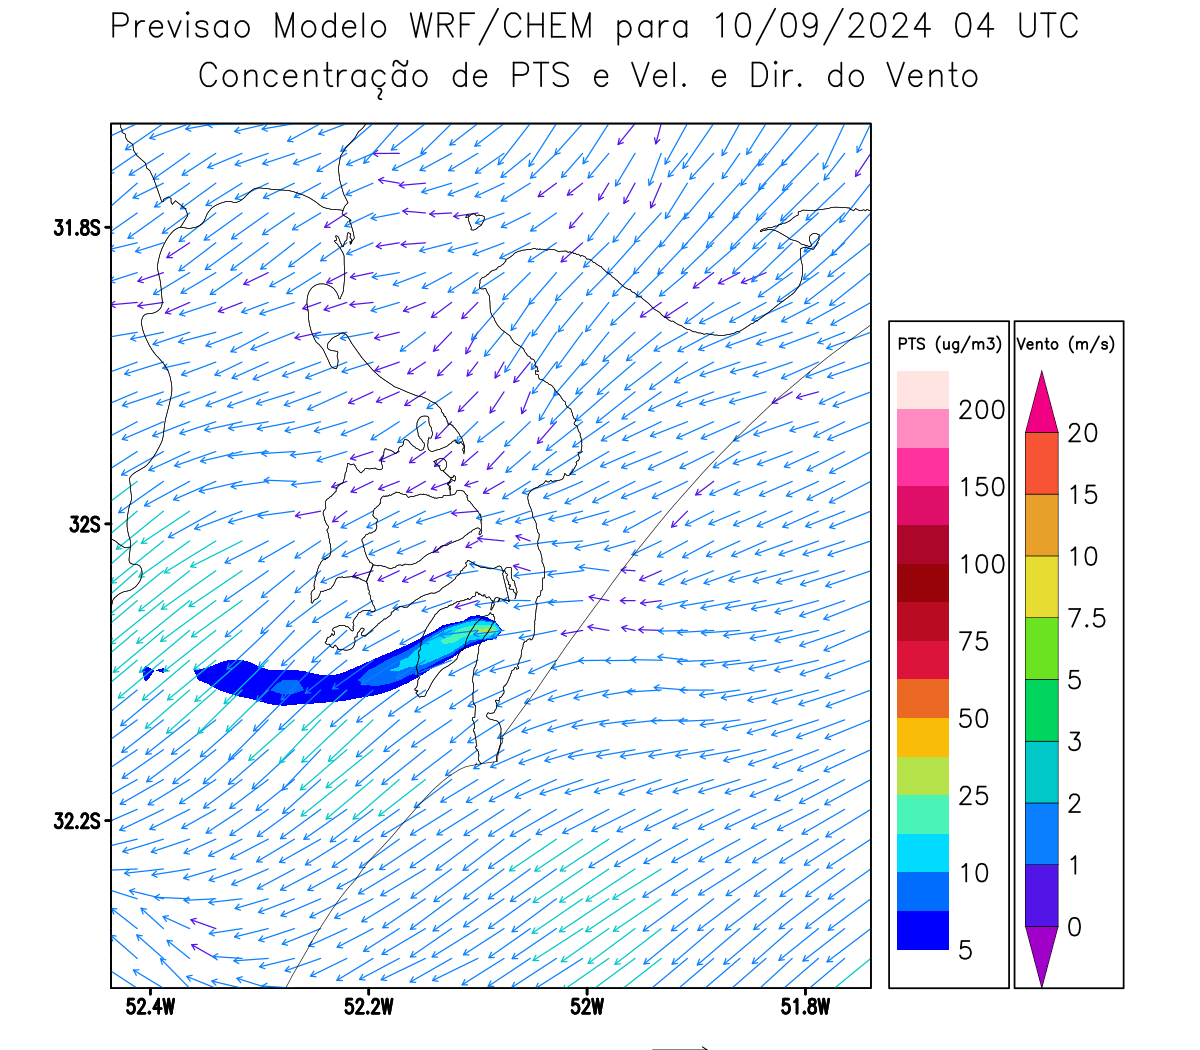 Previsao Modelo WRF/CHEM para 10/09/2024 04 UTC
Concentração de PTS e Vel. e Dir. do Vento
31.8S
32S
32.2S
52.4W
52.2W
52W
51.8W
PTS (ug/m3)
200
150
100
75
50
25
10
5
Vento (m/s)
20
15
10
7.5
5
3
2
1
0